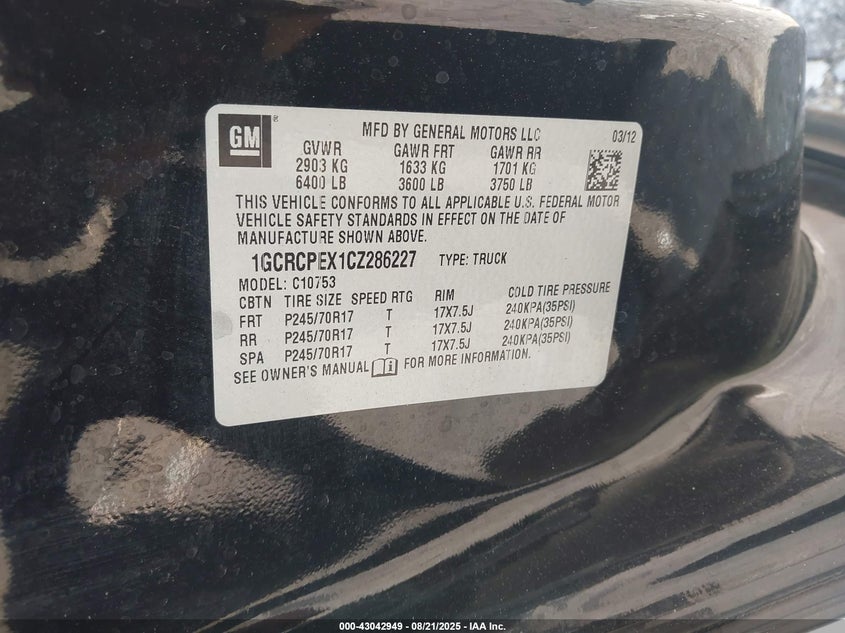 GM ®
MFD BY GENERAL MOTORS LLC 03/12
GVWR GAWR FRT GAWR RR
2903 KG 1633 KG 1701 KG
6400 LB 3600 LB 3750 LB
THIS VEHICLE CONFORMS TO ALL APPLICABLE U.S. FEDERAL MOTOR
VEHICLE SAFETY STANDARDS IN EFFECT ON THE DATE OF
MANUFACTURE SHOWN ABOVE.
1GCRCPEX1CZ286227 TYPE: TRUCK
MODEL: C10753
CBTN TIRE SIZE SPEED RTG RIM COLD TIRE PRESSURE
FRT P245/70R17 T 17X7.5J 240KPA(35PSI)
RR P245/70R17 T 17X7.5J 240KPA(35PSI)
SPA P245/70R17 T 17X7.5J 240KPA(35PSI)
SEE OWNER'S MANUAL FOR MORE INFORMATION.
000-43042949 - 08/21/2025 - IAA Inc.